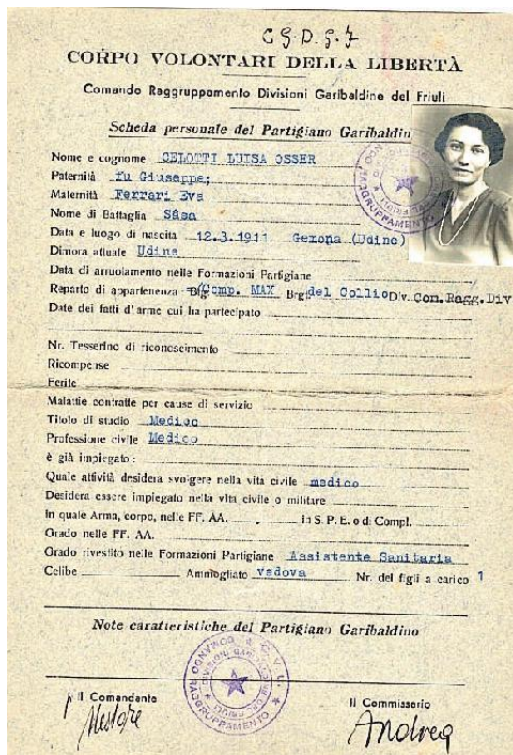 CORPO VOLONTARI DELLA LIBERTÀ
Comando Raggruppamento Divisioni Garibaldine del Friuli
Scheda personale del Partigiano Garibaldin
Nome e cognome CELOTTI LUISA OSSER
Paternità fu Giuseppe;
Maternità Ferrari Eva
Nome di Battaglia Sâsa
Data e luogo di nascita 12.3.1911 Gemona (Udine)
Dimora attuale Udine
Data di arruolamento nelle Formazioni Partigiane
Reparto di appartenenza Comp. MAX Brg. del Collio Div. Com.Ragg.Div
Date dei fatti d'arme cui ha partecipato
Nr. Tesserino di riconoscimento
Ricompense
Ferite
Malattie contratte per cause di servizio
Titolo di studio Medico
Professione civile Medico
è già impiegato:
Quale attività desidera svolgere nella vita civile medico
Desidera essere impiegato nella vita civile o militare
In quale Arma, corpo, nelle FF. AA. in S. P. E. o di Compl.
Grado nelle FF. AA.
Grado rivestito nelle Formazioni Partigiane Assistente Sanitaria
Celibe Ammogliato vedova Nr. dei figli a carico 1
Note caratteristiche del Partigiano Garibaldino
COMANDO RAGGRUPPAMENTO
Il Comandante Il Commissario
Andrea